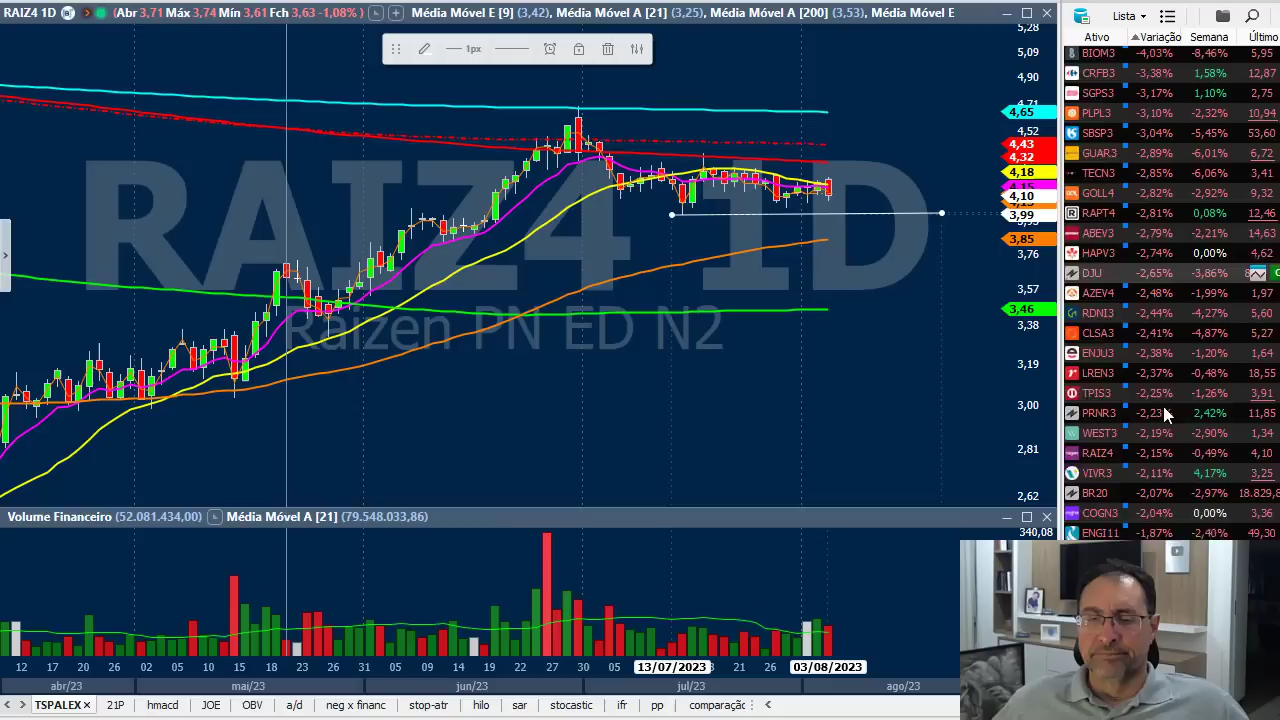 RAIZ4 1D (Abr 3,71 Máx 3,74 Mín 3,61 Fch 3,63 -1,08%) Média Móvel E [9] (3,42), Média Móvel A [21] (3,25), Média Móvel A [200] (3,53), Média Móvel E
1px
RAIZ4 1D
Raizen PN ED N2
5,28
5,09
4,90
4,65
4,52
4,43
4,32
4,18
4,10
3,99
3,85
3,76
3,57
3,46
3,38
3,19
3,00
2,81
2,62
Volume Financeiro (52.081.434,00) Média Móvel A [21] (79.548.033,86)
340,08
12 17 20 26 02 05 10 15 18 23 26 31 05 09 14 19 22 27 30 05 13/07/2023 21 26 03/08/2023
abr/23 mai/23 jun/23 jul/23 ago/23
TSPALEX 21P hmacd JOE OBV a/d neg x financ stop-atr hilo sar stocastic ifr pp comparação
Lista
Ativo Variação Semana Último
BIOM3 -4,03% -8,46% 5,95
CRFB3 -3,38% 1,58% 12,87
SGPS3 -3,17% 1,10% 2,75
PLPL3 -3,10% -2,32% 10,94
SBSP3 -3,04% -5,45% 53,60
GUAR3 -2,89% -6,01% 6,72
TECN3 -2,85% -6,06% 3,41
GOLL4 -2,82% -2,92% 9,32
RAPT4 -2,81% 0,08% 12,46
ABEV3 -2,79% -2,21% 14,63
HAPV3 -2,74% 0,00% 4,62
DJU -2,65% -3,86%
AZEV4 -2,48% -1,99% 1,97
RDNI3 -2,44% -4,27% 5,60
CLSA3 -2,41% -4,87% 5,27
ENJU3 -2,38% -1,20% 1,64
LREN3 -2,37% -0,48% 18,55
TPIS3 -2,25% -1,26% 3,91
PRNR3 -2,23% 2,42% 11,85
WEST3 -2,19% -2,90% 1,34
RAIZ4 -2,15% -0,49% 4,10
VIVR3 -2,11% 4,17% 3,25
BR20 -2,07% -2,97% 18.829,8
COGN3 -2,04% 0,00% 3,36
ENGI11 -1,87% -2,40% 49,30